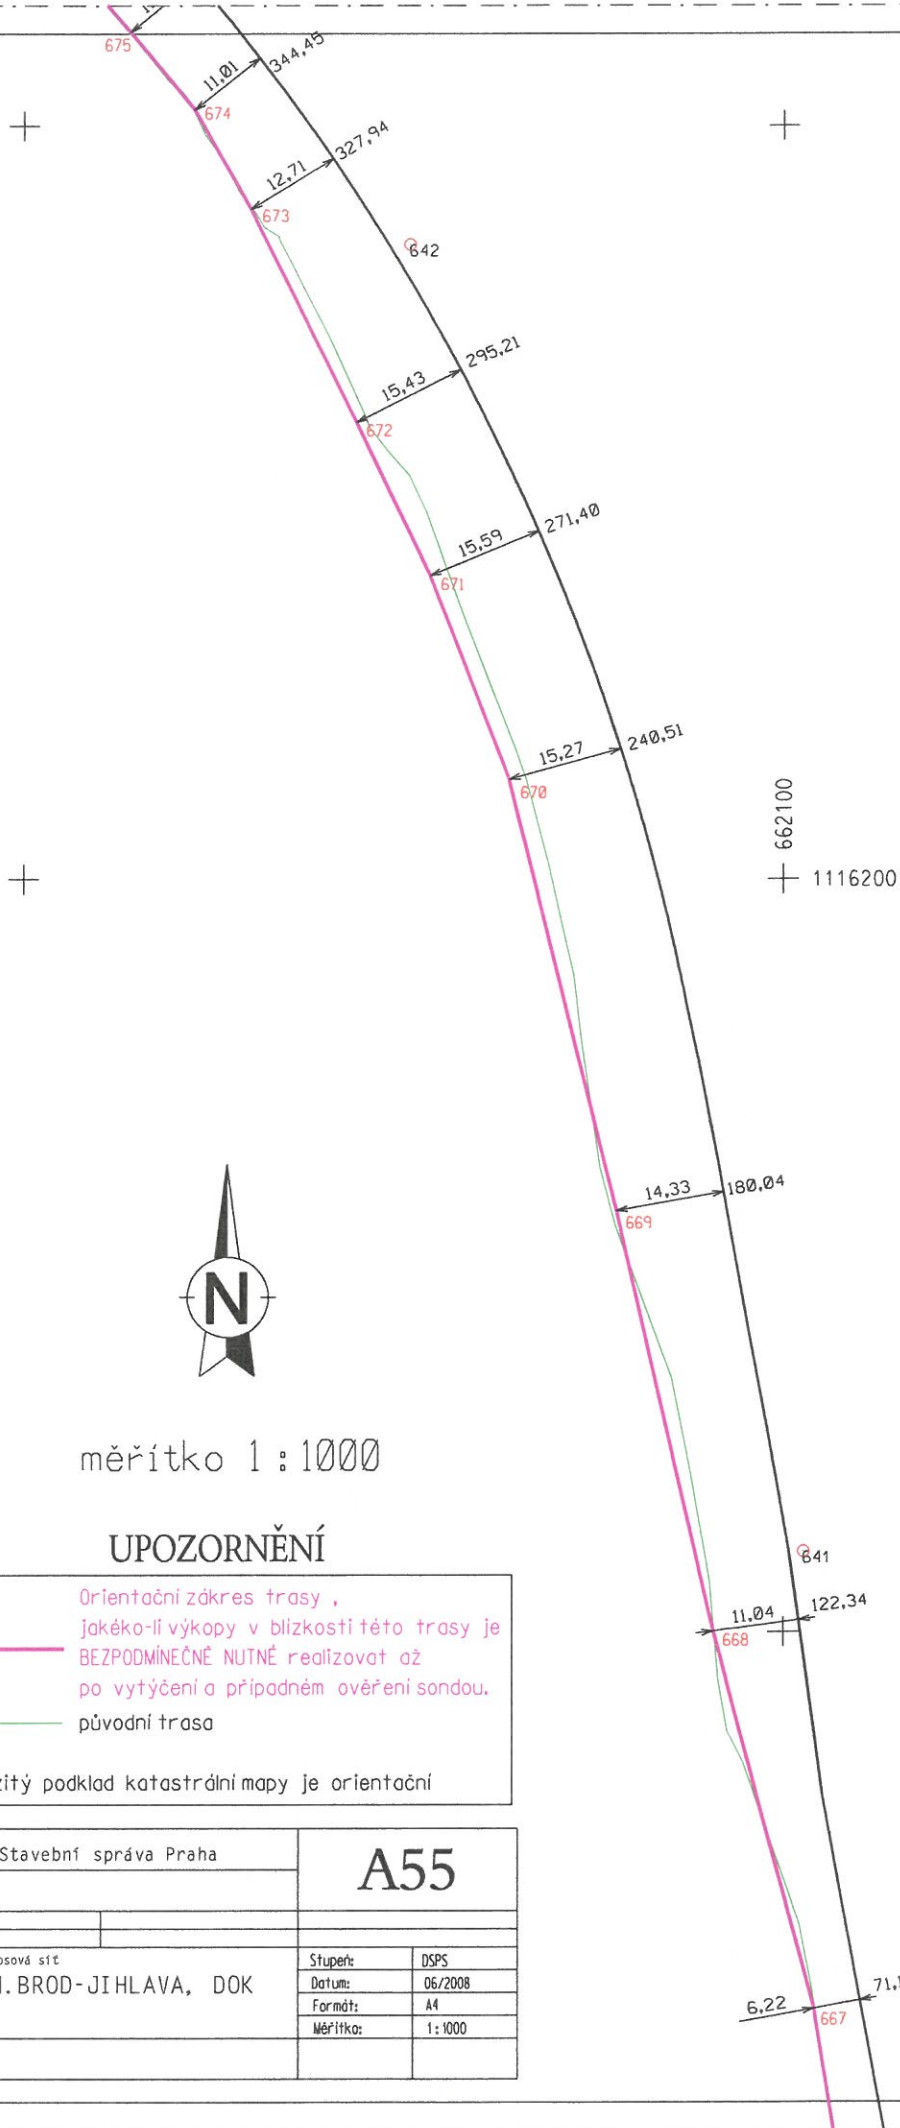 675
11,01
344,45
674
12,71
327,94
673
642
15,43
295,21
672
15,59
271,40
671
15,27
240,51
670
662100
1116200
14,33
180,04
669
N
měřítko 1 : 1000
UPOZORNĚNÍ
641
Orientační zákres trasy ,
jakéko-li výkopy v blízkosti této trasy je
BEZPODMÍNEČNĚ NUTNÉ realizovat až
po vytýčení a případném ověření sondou.
11,04
122,34
668
původní trasa
podklad katastrální mapy je orientační
Stavební správa Praha
A55
.BROD-JIHLAVA, DOK
Stupeň: DSPS
Datum: 06/2008
Formát: A4
Měřítko: 1:1000
6,22
667